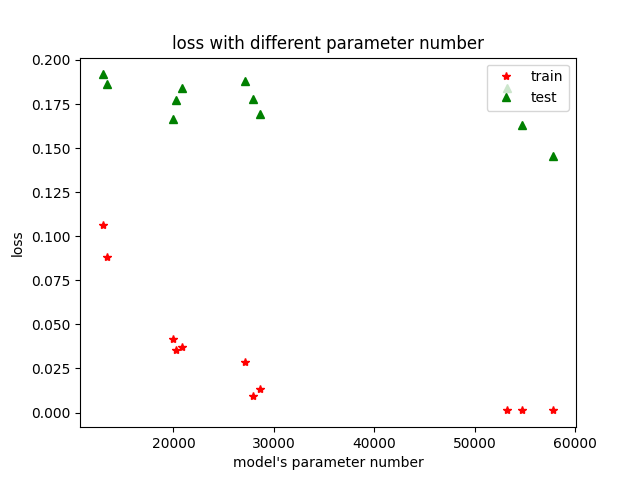 loss with different parameter number
train
test
0.200
0.175
0.150
0.125
0.100
0.075
0.050
0.025
0.000
loss
20000
30000
40000
50000
60000
model's parameter number